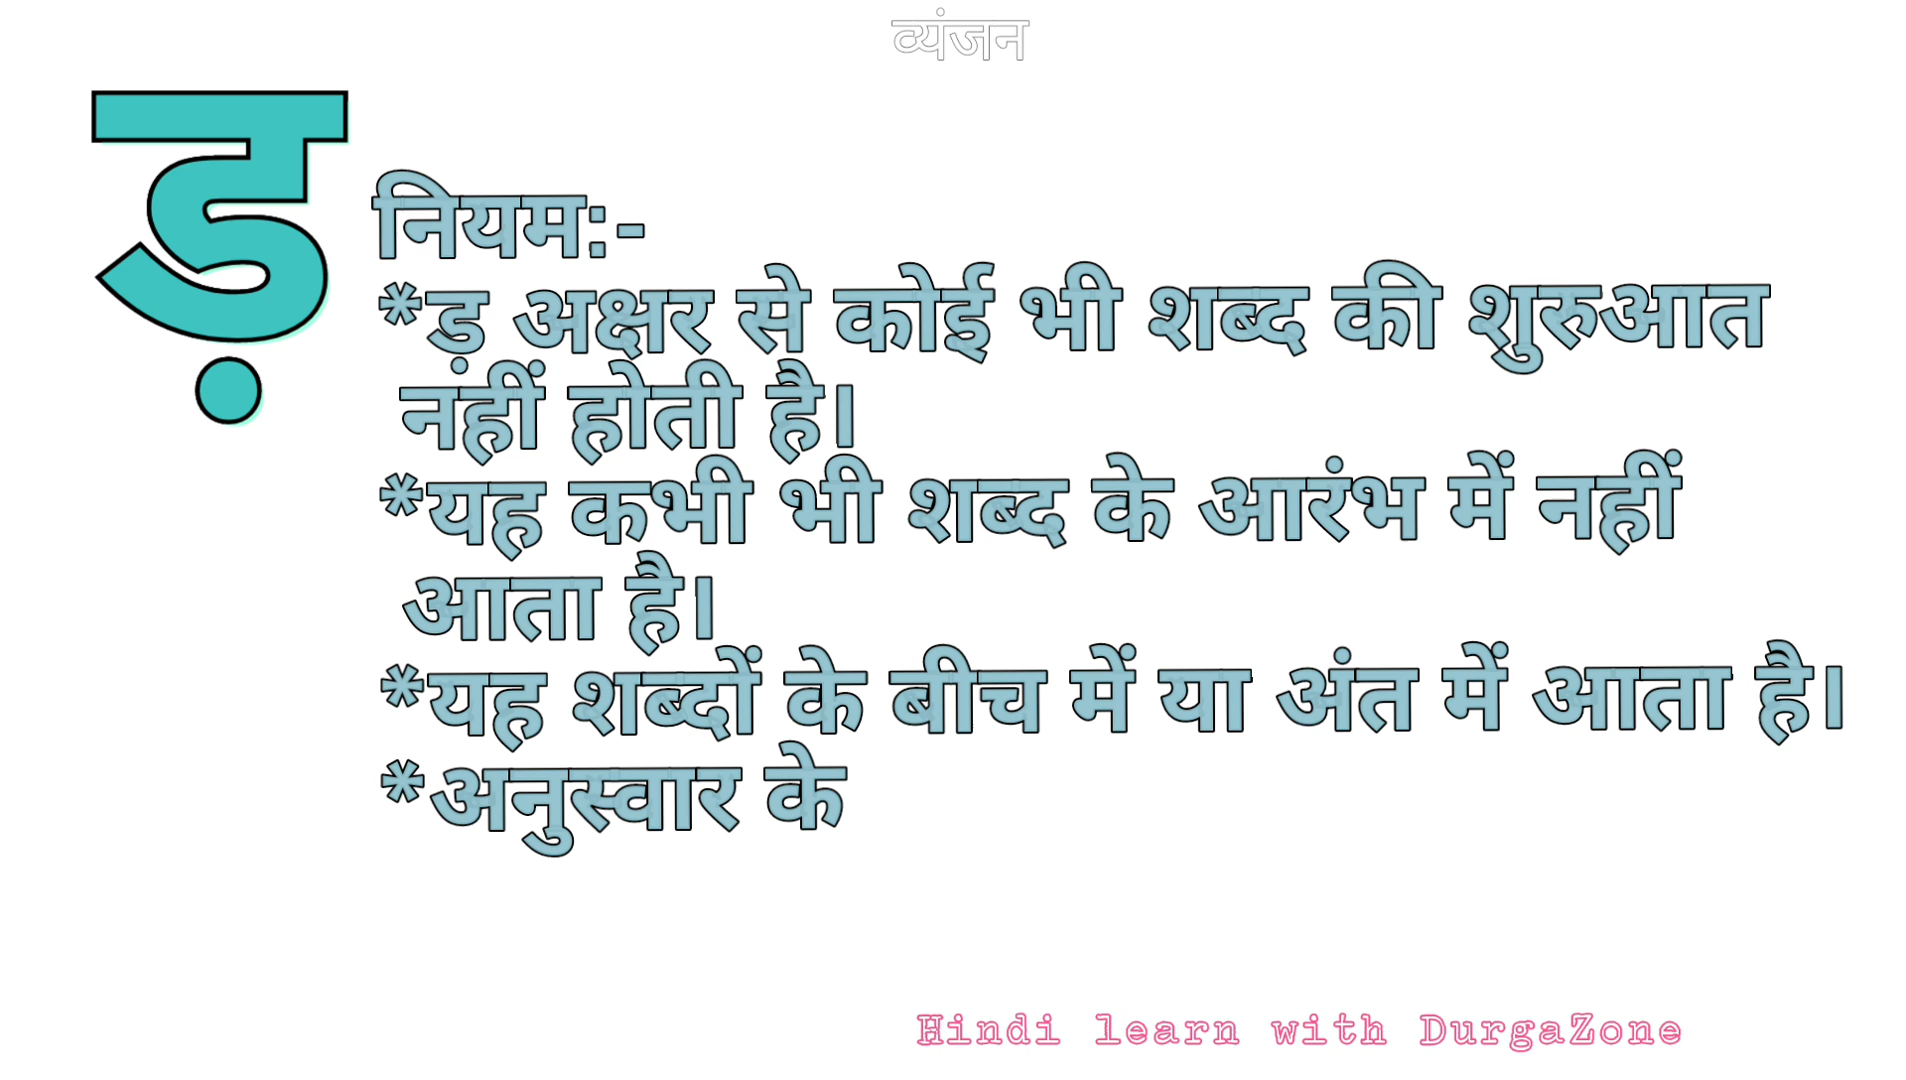 व्यंजन
ड़
नियम:-
*ड़ अक्षर से कोई भी शब्द की शुरुआत
नहीं होती है।
*यह कभी भी शब्द के आरंभ में नहीं
आता है।
*यह शब्दों के बीच में या अंत में आता है।
*अनुस्वार के
Hindi learn with DurgaZone